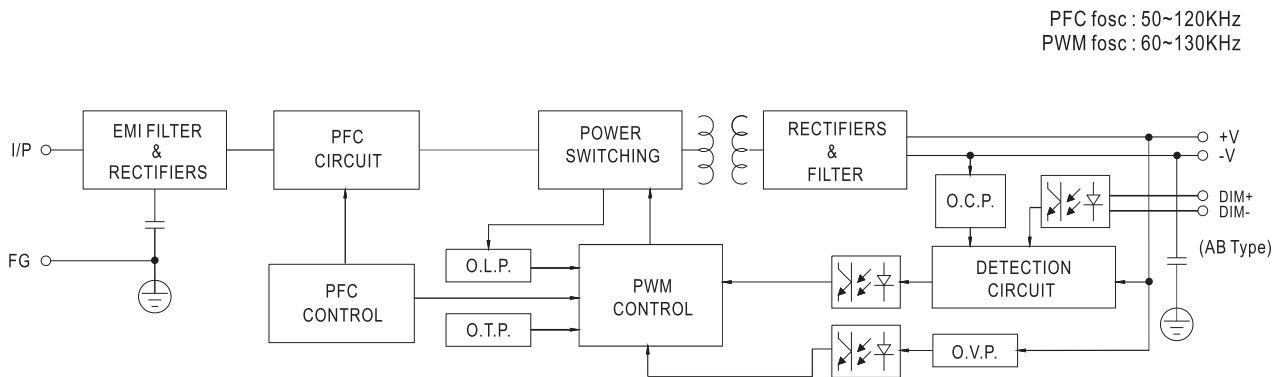 PFC fosc : 50~120KHz
PWM fosc : 60~130KHz
I/P
EMI FILTER
&
RECTIFIERS
PFC
CIRCUIT
POWER
SWITCHING
RECTIFIERS
&
FILTER
+V
-V
O.C.P.
DIM+
DIM-
(AB Type)
FG
O.L.P.
PFC
CONTROL
PWM
CONTROL
DETECTION
CIRCUIT
O.T.P.
O.V.P.